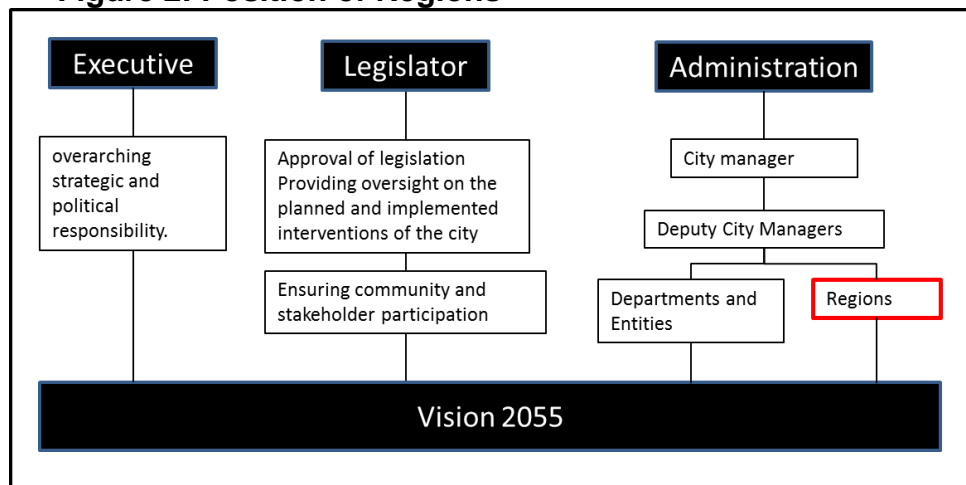 Figure 2: Position of Regions
Executive
overarching
strategic and
political
responsibility.
Legislator
Approval of legislation
Providing oversight on the
planned and implemented
interventions of the city
Ensuring community and
stakeholder participation
Administration
City manager
Deputy City Managers
Departments and
Entities
Regions
Vision 2055